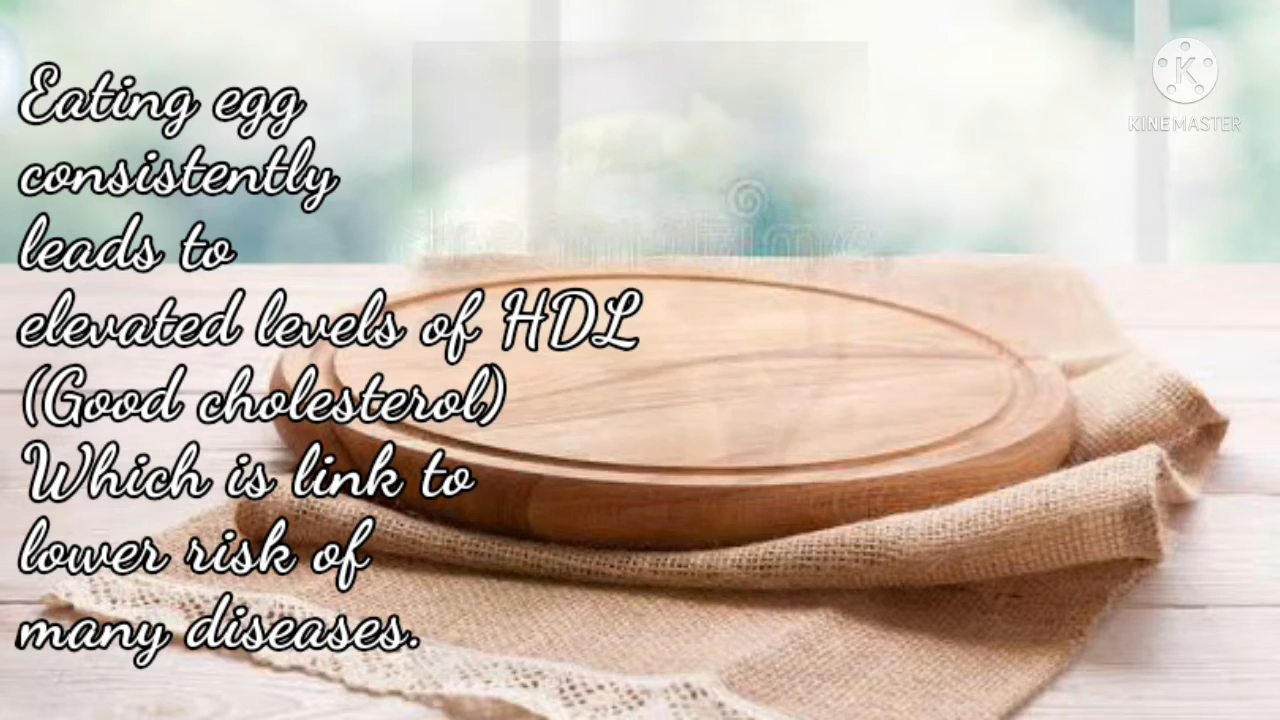 Eating egg
consistently
leads to
elevated levels of HDL
(Good cholesterol)
Which is link to
lower risk of
many diseases.
K
KINEMASTER